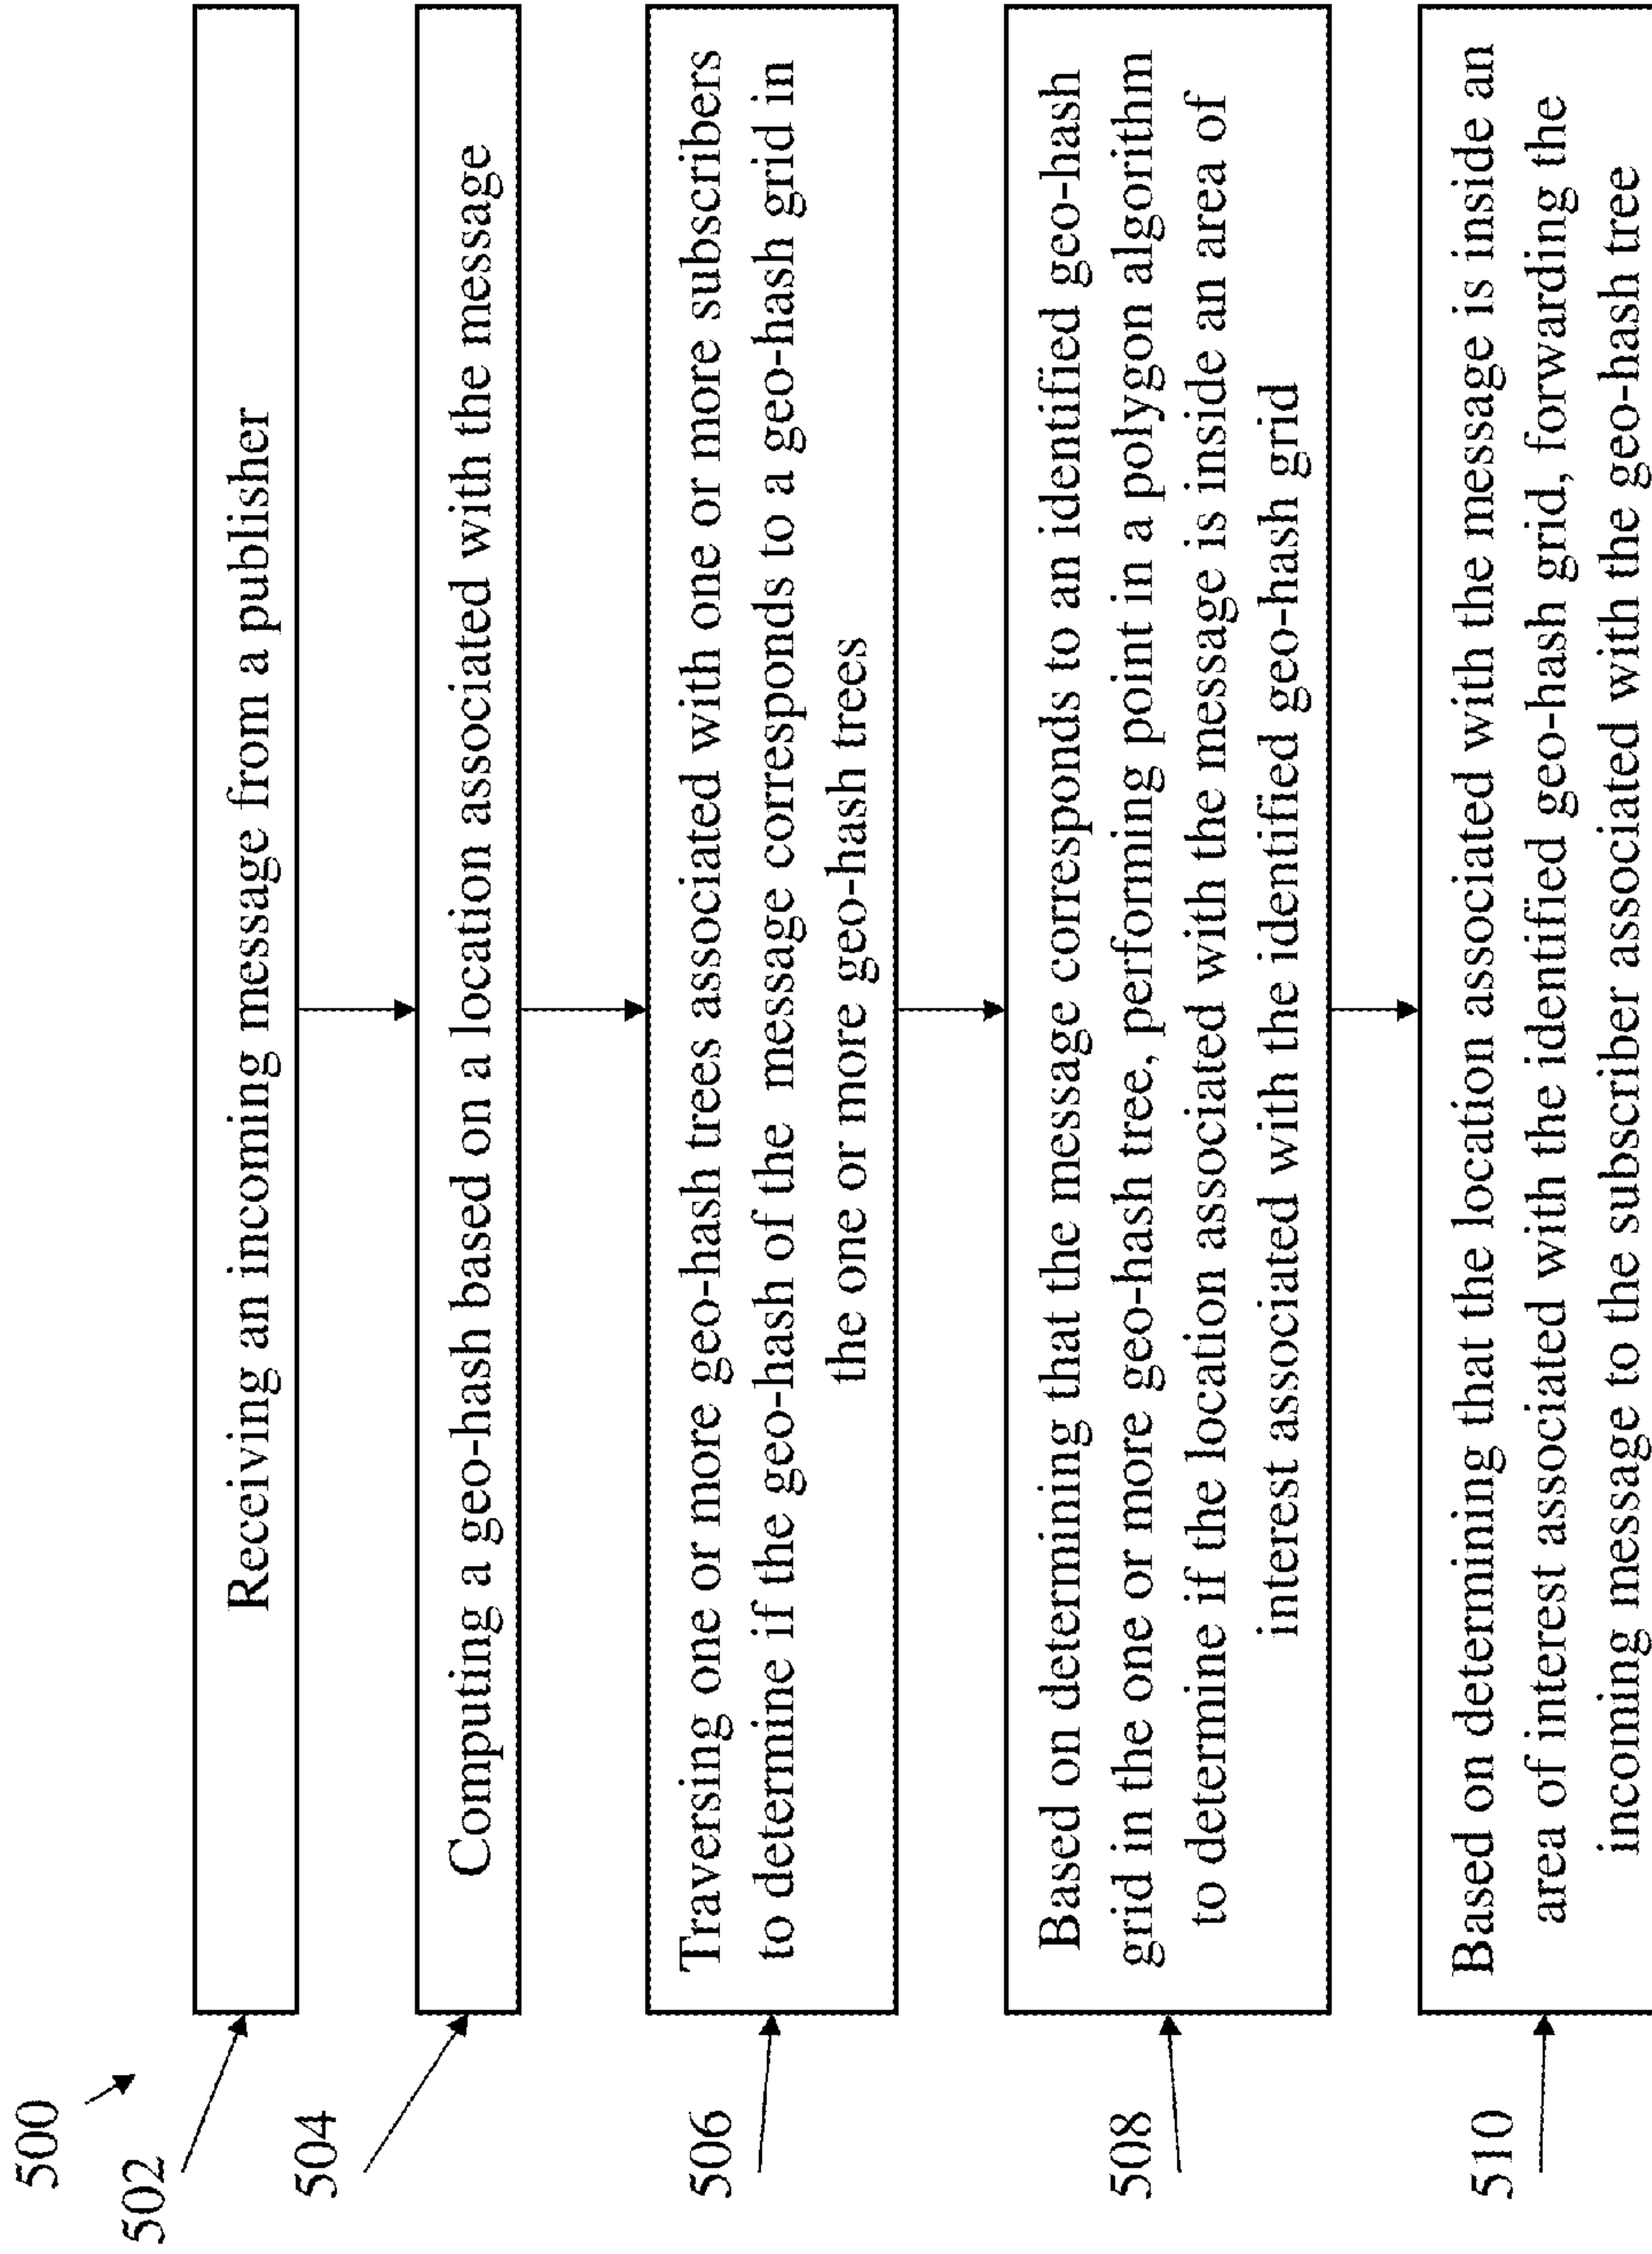 500
502
Receiving an incoming message from a publisher
504
Computing a geo-hash based on a location associated with the message
506
Traversing one or more geo-hash trees associated with one or more subscribers
to determine if the geo-hash of the message corresponds to a geo-hash grid in
the one or more geo-hash trees
508
Based on determining that the message corresponds to an identified geo-hash
grid in the one or more geo-hash tree, performing point in a polygon algorithm
to determine if the location associated with the message is inside an area of
interest associated with the identified geo-hash grid
510
Based on determining that the location associated with the message is inside an
area of interest associated with the identified geo-hash grid, forwarding the
incoming message to the subscriber associated with the geo-hash tree